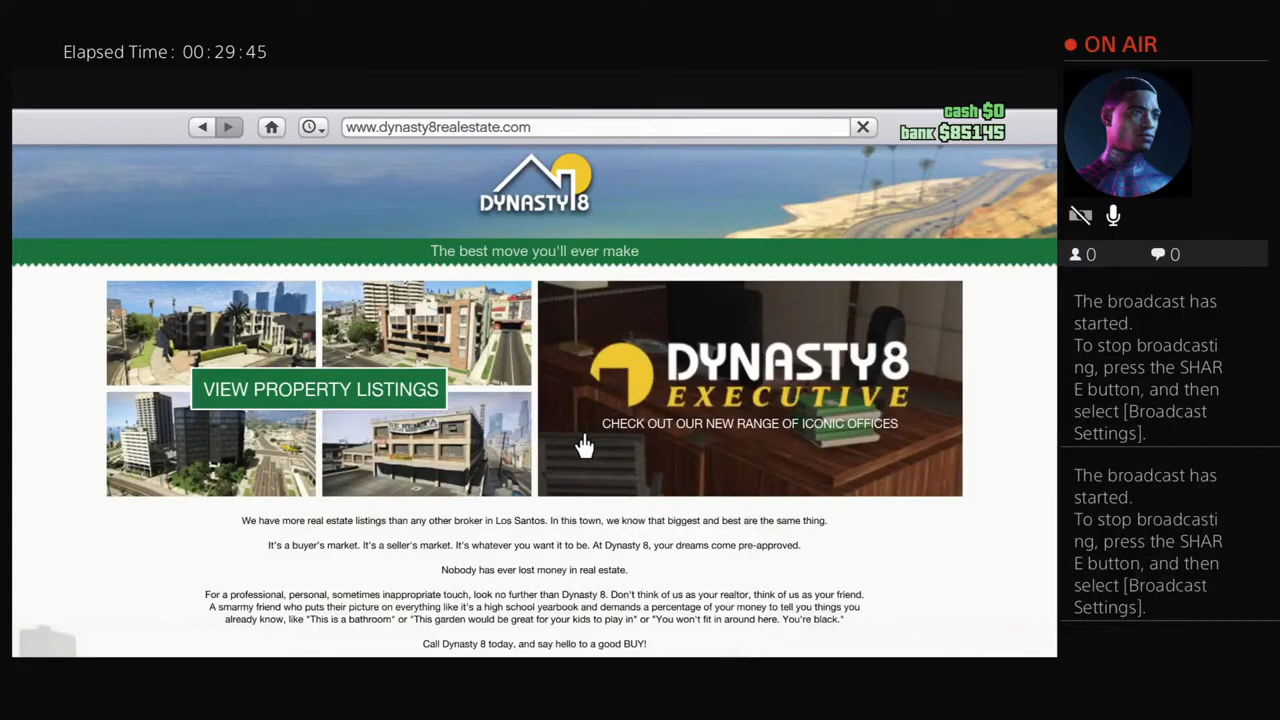 Elapsed Time: 00:29:45
ON AIR
www.dynasty8realestate.com
cash $0
bank $85145
DYNASTY8
The best move you'll ever make
VIEW PROPERTY LISTINGS
DYNASTY8
EXECUTIVE
CHECK OUT OUR NEW RANGE OF ICONIC OFFICES
We have more real estate listings than any other broker in Los Santos. In this town, we know that biggest and best are the same thing.
It's a buyer's market. It's a seller's market. It's whatever you want it to be. At Dynasty 8, your dreams come pre-approved.
Nobody has ever lost money in real estate.
For a professional, personal, sometimes inappropriate touch, look no further than Dynasty 8. Don't think of us as your realtor, think of us as your friend.
A smarmy friend who puts their picture on everything like it's a high school yearbook and demands a percentage of your money to tell you things you
already know, like "This is a bathroom" or "This garden would be great for your kids to play in" or "You won't fit in around here. You're black."
Call Dynasty 8 today, and say hello to a good BUY!
0
0
The broadcast has
started.
To stop broadcasti
ng, press the SHAR
E button, and then
select [Broadcast
Settings].
The broadcast has
started.
To stop broadcasti
ng, press the SHAR
E button, and then
select [Broadcast
Settings].